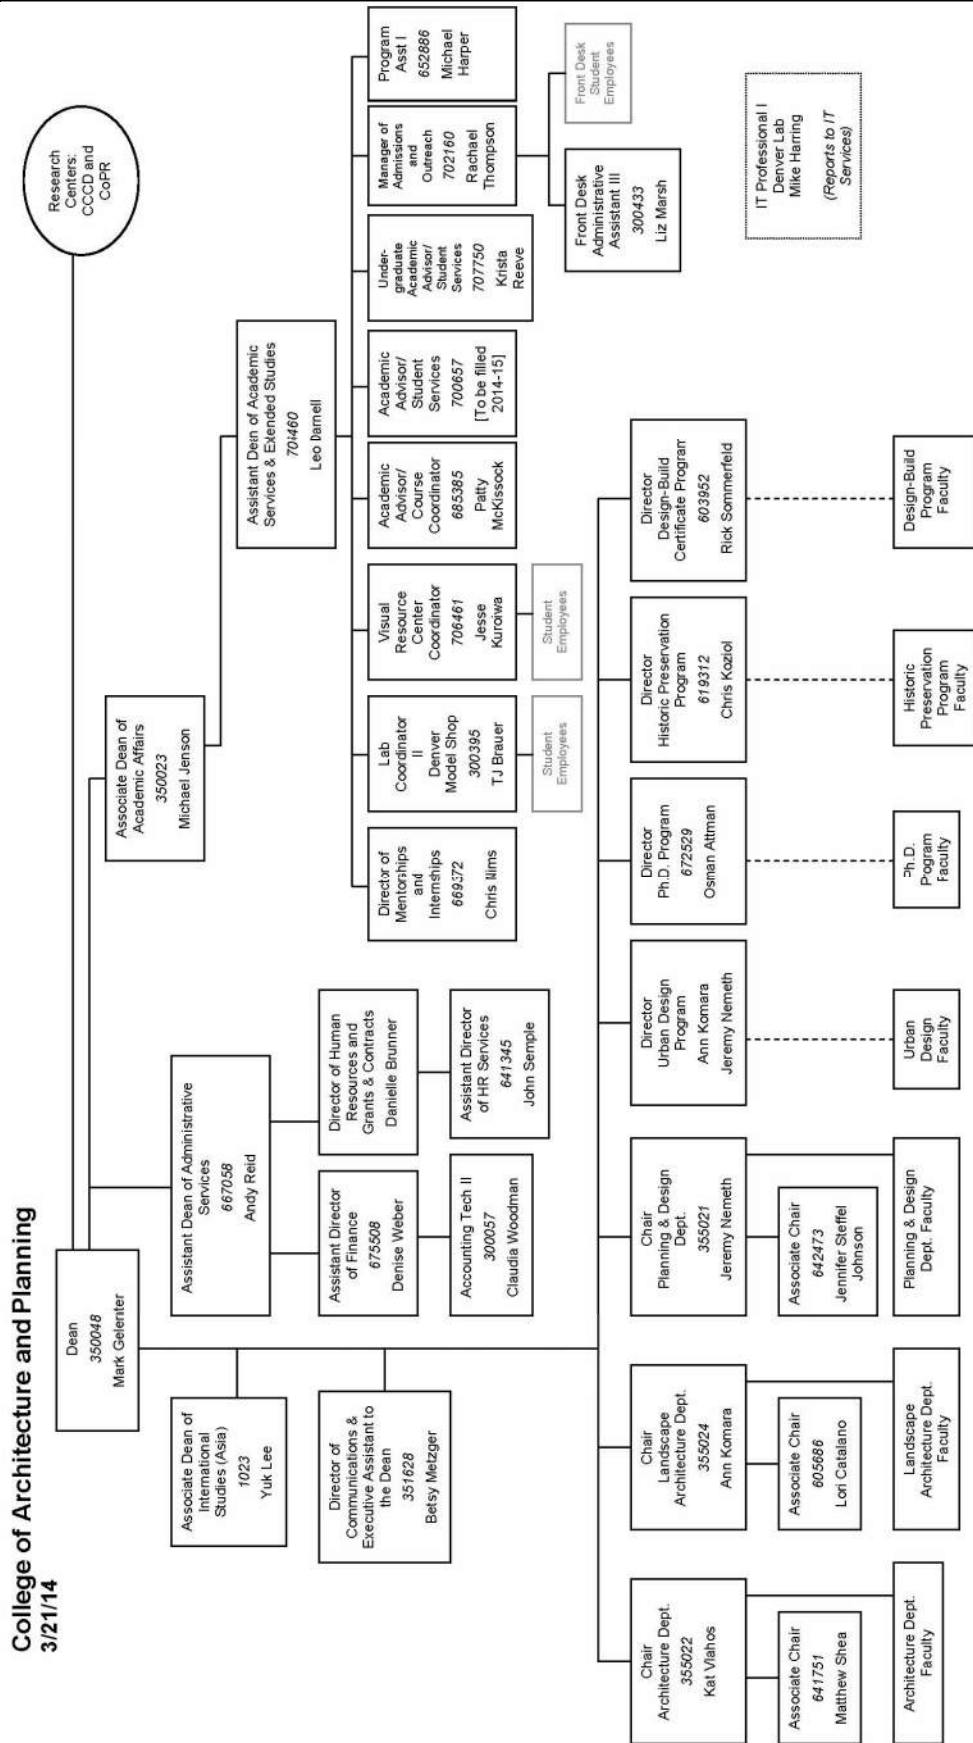 College of Architecture and Planning
3/21/14
Dean
350048
Mark Gelenter
Research
Centers:
CCCD and
CoPR
Associate Dean of
Academic Affairs
350023
Michael Jenson
Associate Dean of
International
Studies (Asia)
1023
Yuk Lee
Assistant Dean of Administrative
Services
667058
Andy Reid
Assistant Dean of Academic
Services & Extended Studies
701460
Leo Darnell
Director of
Communications &
Executive Assistant to
the Dean
351628
Betsy Metzger
Assistant Director
of Finance
675508
Denise Weber
Director of Human
Resources and
Grants & Contracts
Danielle Brunner
Accounting Tech II
300057
Claudia Woodman
Assistant Director
of HR Services
641345
John Semple
Director of
Mentorships
and
Internships
669372
Chris Nims
Lab
Coordinator
II
Denver
Model Shop
300395
TJ Brauer
Visual
Resource
Center
Coordinator
706461
Jesse
Kuroiwa
Academic
Advisor/
Course
Coordinator
685385
Patty
McKissock
Academic
Advisor/
Student
Services
700657
[To be filled
2014-15]
Under-
graduate
Academic
Advisor/
Student
Services
707750
Krista
Reeve
Manager of
Admissions
and
Outreach
702160
Rachael
Thompson
Program
Asst I
652886
Michael
Harper
Student
Employees
Student
Employees
Front Desk
Administrative
Assistant III
300433
Liz Marsh
Front Desk
Student
Employees
Chair
Architecture Dept.
355022
Kat Vlahos
Chair
Landscape
Architecture Dept.
355024
Ann Komara
Chair
Planning & Design
Dept.
355021
Jeremy Nemeth
Director
Urban Design
Program
Ann Komara
Jeremy Nemeth
Director
Ph.D. Program
672529
Osman Attman
Director
Historic Preservation
Program
619312
Chris Koziol
Director
Design-Build
Certificate Program
603952
Rick Sommerfeld
IT Professional I
Denver Lab
Mike Harring
(Reports to IT
Services)
Associate Chair
641751
Matthew Shea
Associate Chair
605686
Lori Catalano
Associate Chair
642473
Jennifer Steffel
Johnson
Architecture Dept.
Faculty
Landscape
Architecture Dept.
Faculty
Planning & Design
Dept. Faculty
Urban
Design
Faculty
Ph.D.
Program
Faculty
Historic
Preservation
Program
Faculty
Design-Build
Program
Faculty